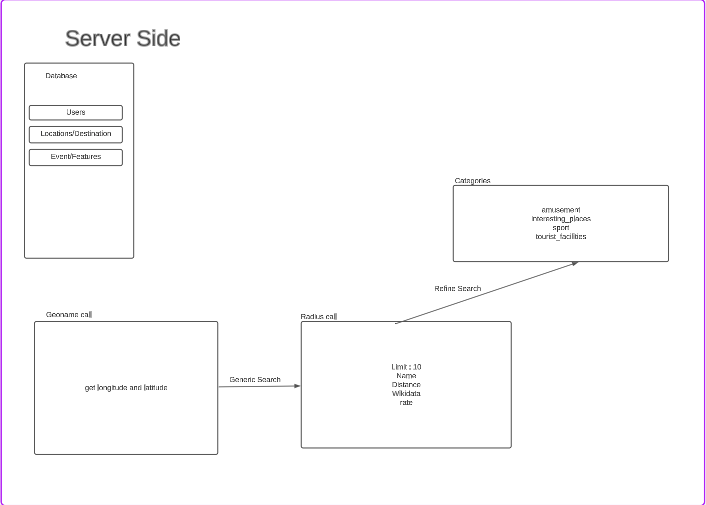 Server Side
Database
Users
Locations/Destination
Event/Features
Categories
amusement
interesting_places
sport
tourist_facilities
Refine Search
Geoname call
get longitude and latitude
Generic Search
Radius call
Limit : 10
Name
Distance
Wikidata
rate